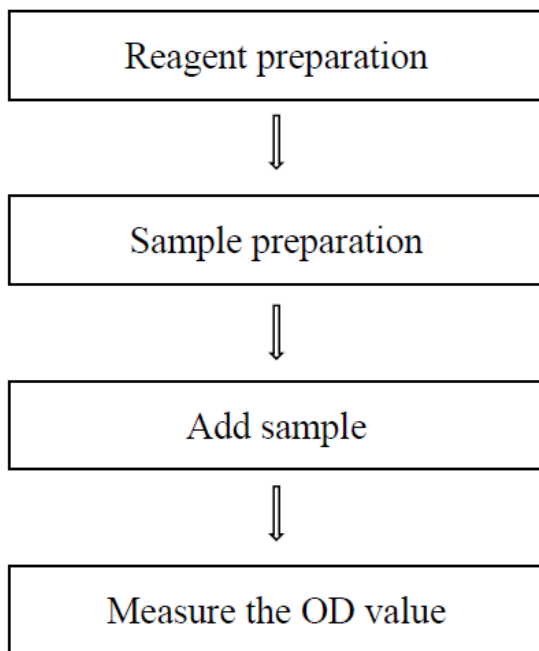 Reagent preparation
Sample preparation
Add sample
Measure the OD value